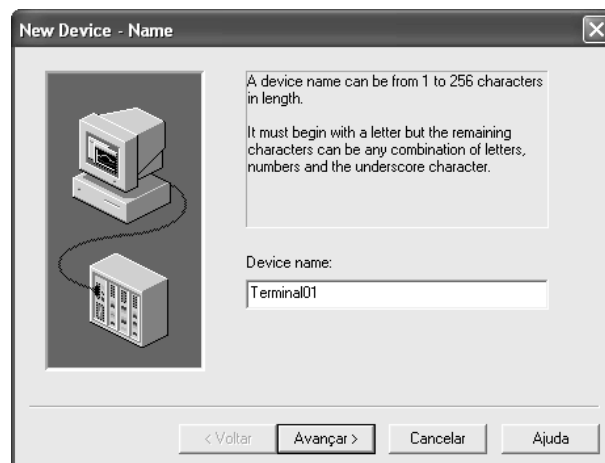 New Device - Name
A device name can be from 1 to 256 characters
in length.
It must begin with a letter but the remaining
characters can be any combination of letters,
numbers and the underscore character.
Device name:
Terminal01
< Voltar
Avançar >
Cancelar
Ajuda